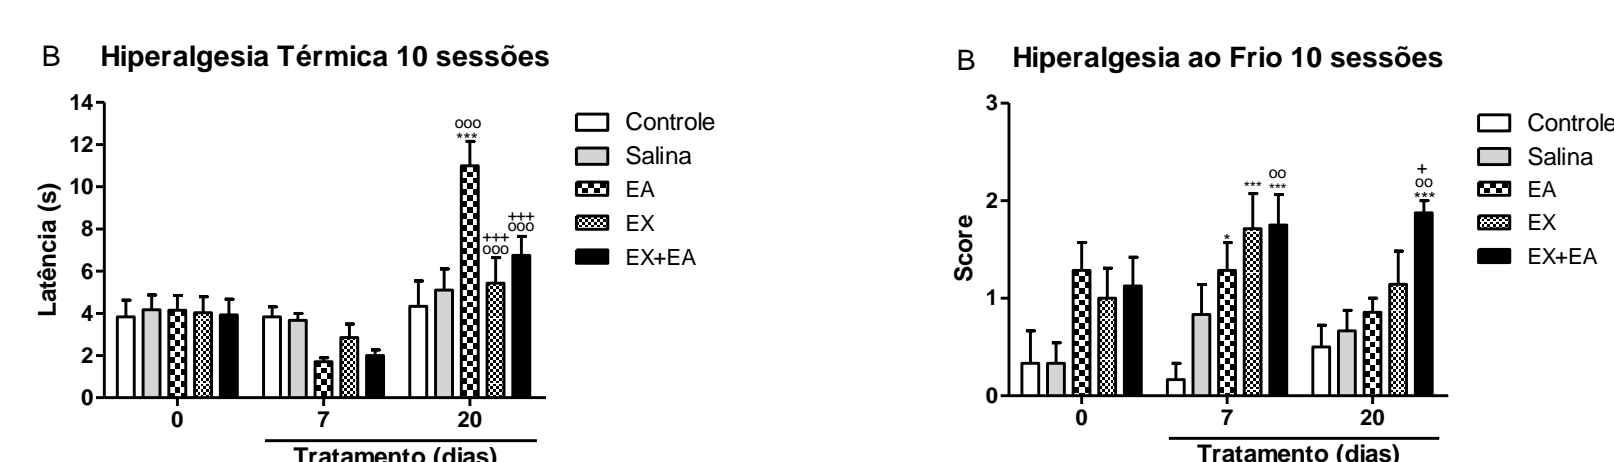 B Hiperalgesia Térmica 10 sessões
14
12
10
8
6
4
2
0
Latência (s)
ooo
***
+++
ooo
+++
ooo
0 7 20
Tratamento (dias)
Controle
Salina
EA
EX
EX+EA
B Hiperalgesia ao Frio 10 sessões
3
2
1
0
Score
*
***
oo
***
+
oo
***
0 7 20
Tratamento (dias)
Controle
Salina
EA
EX
EX+EA